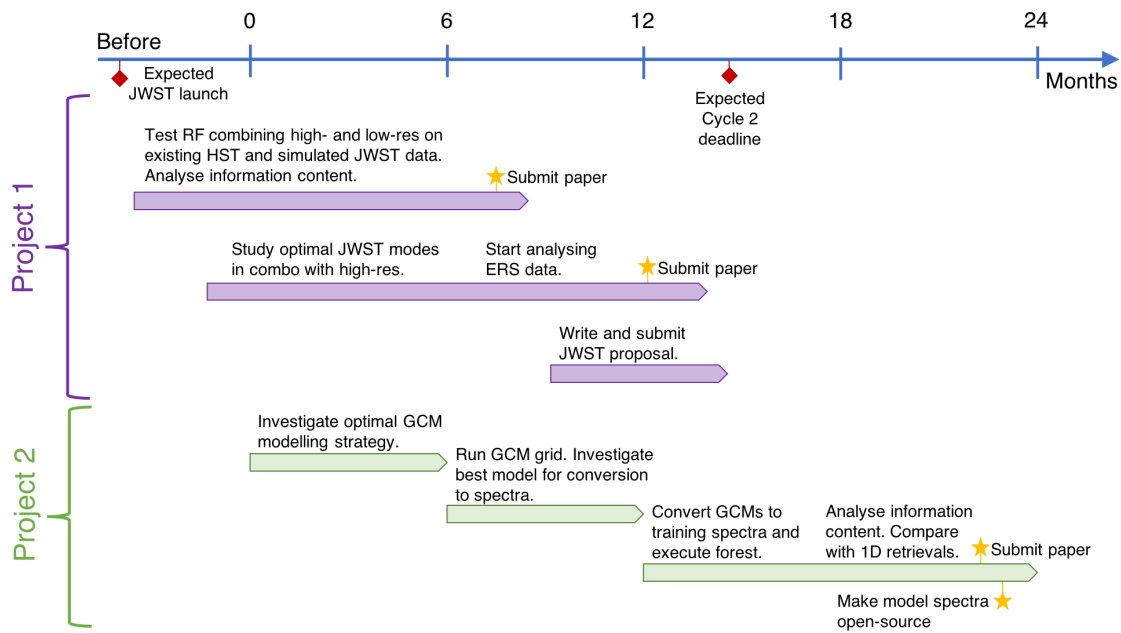 0 6 12 18 24
Before
Months
Expected
JWST launch
Expected
Cycle 2
deadline
Project 1
Test RF combining high- and low-res on
existing HST and simulated JWST data.
Analyse information content.
Submit paper
Study optimal JWST modes
in combo with high-res.
Start analysing
ERS data.
Submit paper
Write and submit
JWST proposal.
Project 2
Investigate optimal GCM
modelling strategy.
Run GCM grid. Investigate
best model for conversion
to spectra.
Convert GCMs to
training spectra and
execute forest.
Analyse information
content. Compare
with 1D retrievals.
Submit paper
Make model spectra
open-source